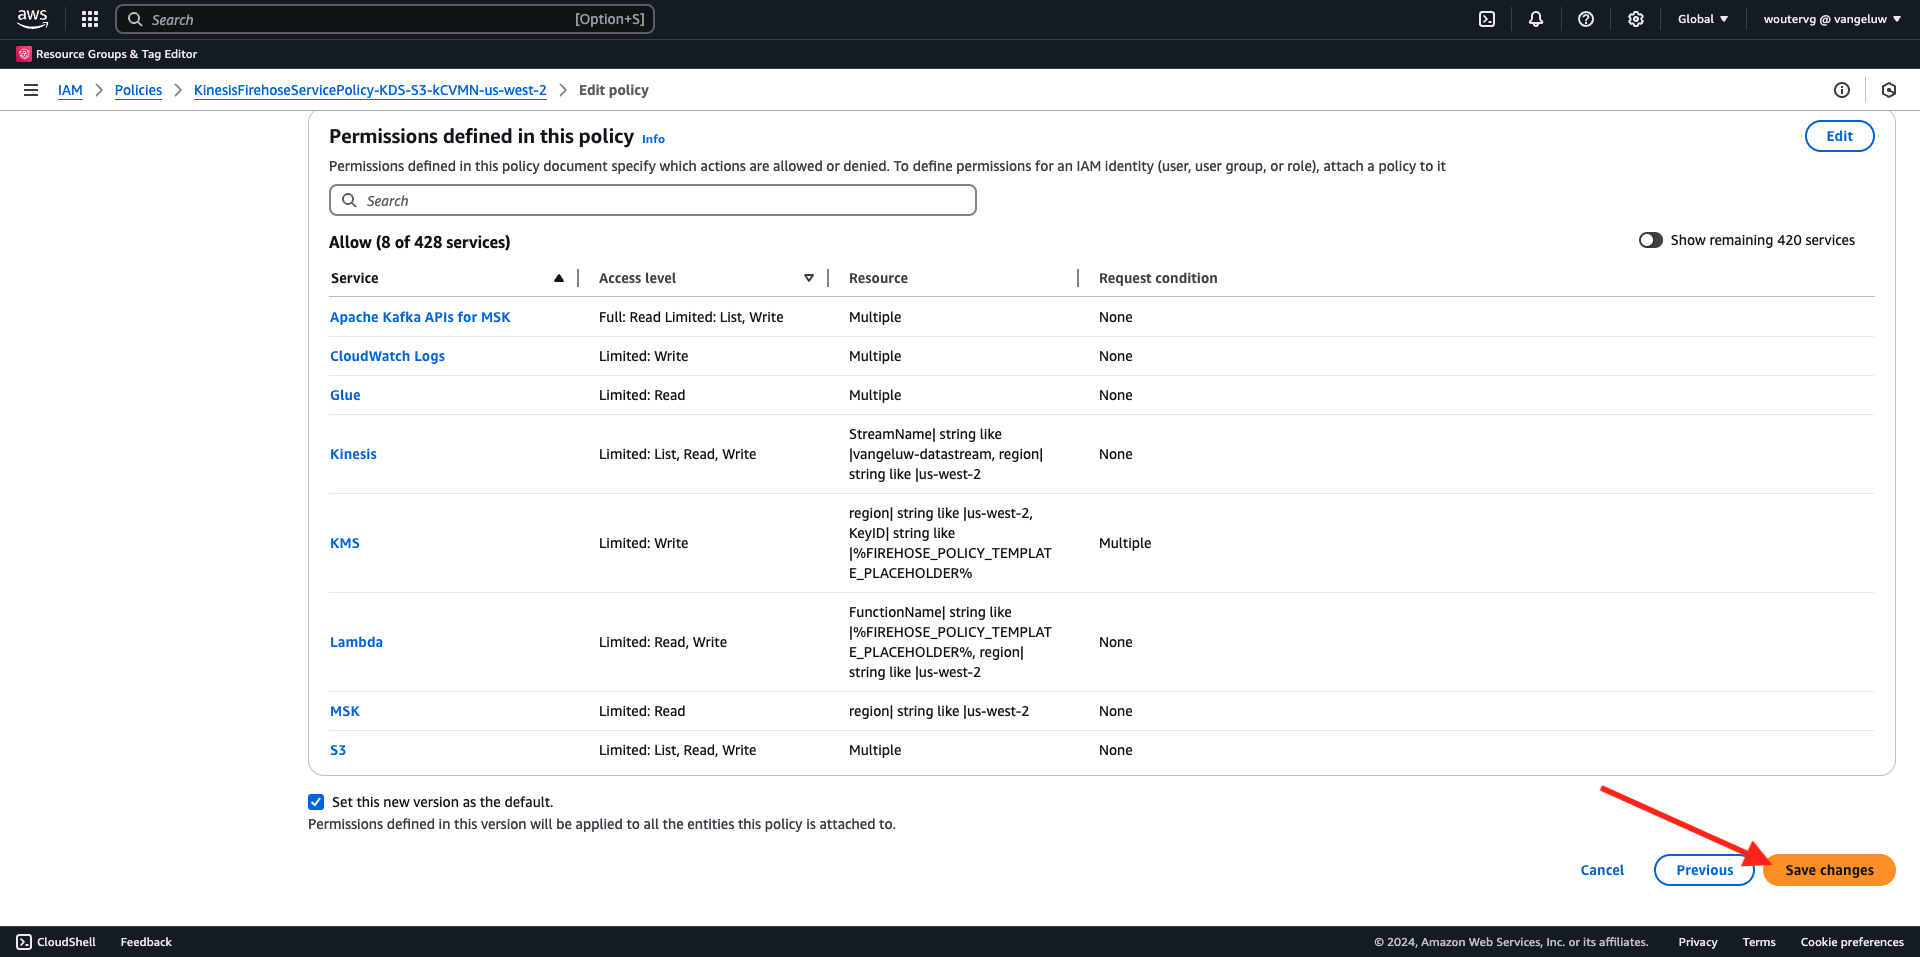 aws
Search [Option+S] Global woutervg @ vangeluw
Resource Groups & Tag Editor
IAM Policies KinesisFirehoseServicePolicy-KDS-S3-kCVMN-us-west-2 Edit policy
Permissions defined in this policy Info Edit
Permissions defined in this policy document specify which actions are allowed or denied. To define permissions for an IAM identity (user, user group, or role), attach a policy to it
Search
Allow (8 of 428 services) Show remaining 420 services
Service Access level Resource Request condition
Apache Kafka APIs for MSK Full: Read Limited: List, Write Multiple None
CloudWatch Logs Limited: Write Multiple None
Glue Limited: Read Multiple None
StreamName| string like
Kinesis Limited: List, Read, Write |vangeluw-datastream, region| None
string like |us-west-2
region| string like |us-west-2,
KeyID| string like
KMS Limited: Write Multiple
|%FIREHOSE_POLICY_TEMPLAT
E_PLACEHOLDER%
FunctionName| string like
|%FIREHOSE_POLICY_TEMPLAT
Lambda Limited: Read, Write None
E_PLACEHOLDER%, region|
string like |us-west-2
MSK Limited: Read region| string like |us-west-2 None
S3 Limited: List, Read, Write Multiple None
Set this new version as the default.
Permissions defined in this version will be applied to all the entities this policy is attached to.
Cancel Previous Save changes
CloudShell Feedback © 2024, Amazon Web Services, Inc. or its affiliates. Privacy Terms Cookie preferences